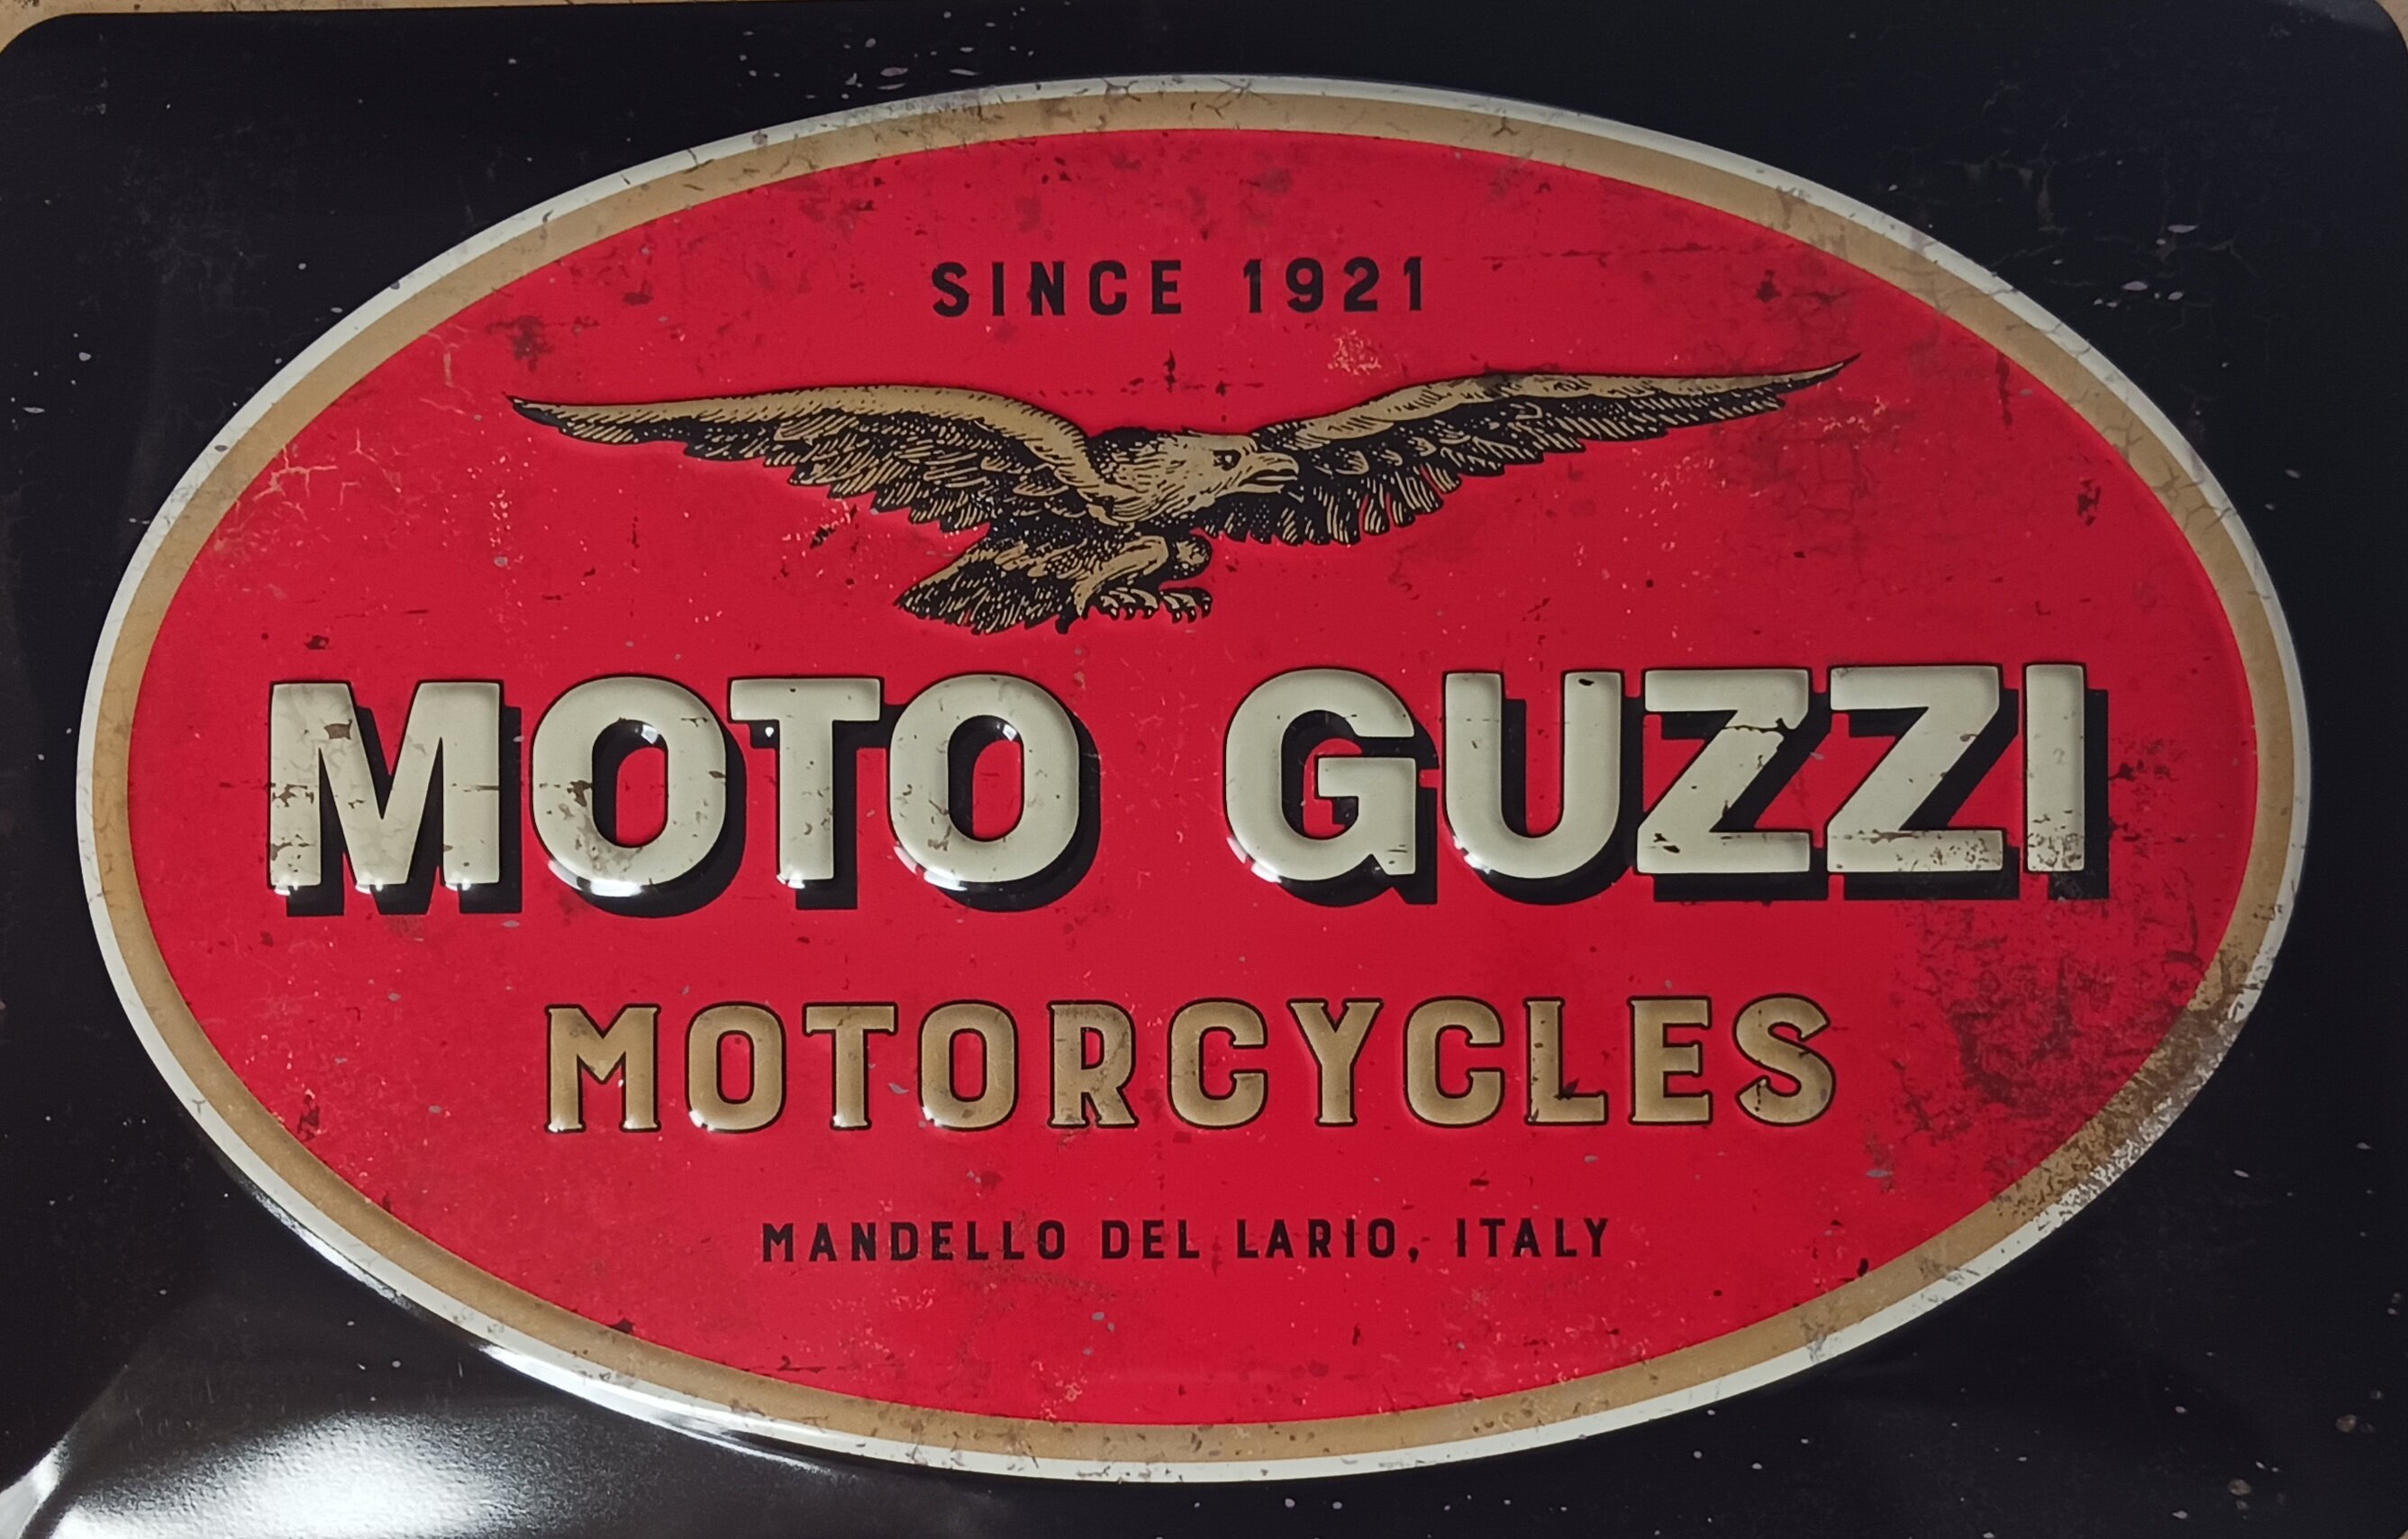 SINCE 1921
MOTO GUZZI
MOTORCYCLES
MANDELLO DEL LARIO, ITALY